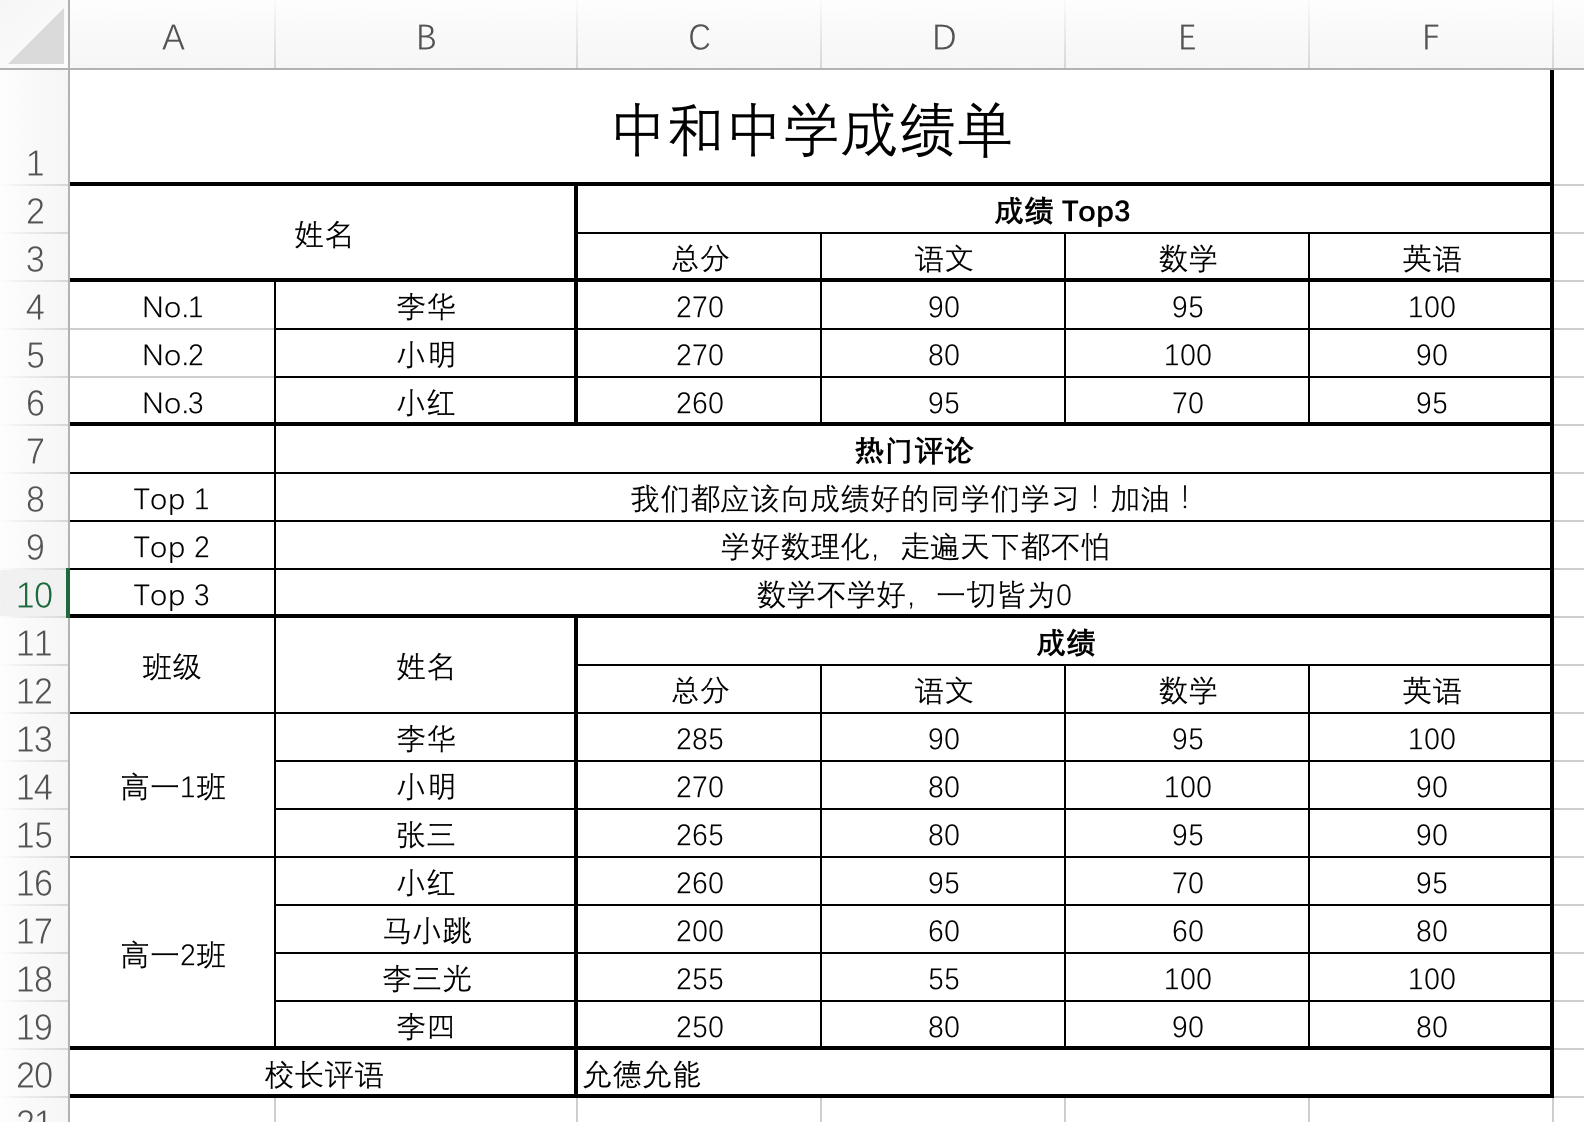 A B C D E F
1 中和中学成绩单
2 姓名 成绩 Top3
3 总分 语文 数学 英语
4 No.1 李华 270 90 95 100
5 No.2 小明 270 80 100 90
6 No.3 小红 260 95 70 95
7 热门评论
8 Top 1 我们都应该向成绩好的同学们学习！加油！
9 Top 2 学好数理化，走遍天下都不怕
10 Top 3 数学不学好，一切皆为0
11 班级 姓名 成绩
12 总分 语文 数学 英语
13 李华 285 90 95 100
14 高一1班 小明 270 80 100 90
15 张三 265 80 95 90
16 小红 260 95 70 95
17 高一2班 马小跳 200 60 60 80
18 李三光 255 55 100 100
19 李四 250 80 90 80
20 校长评语 允德允能
21